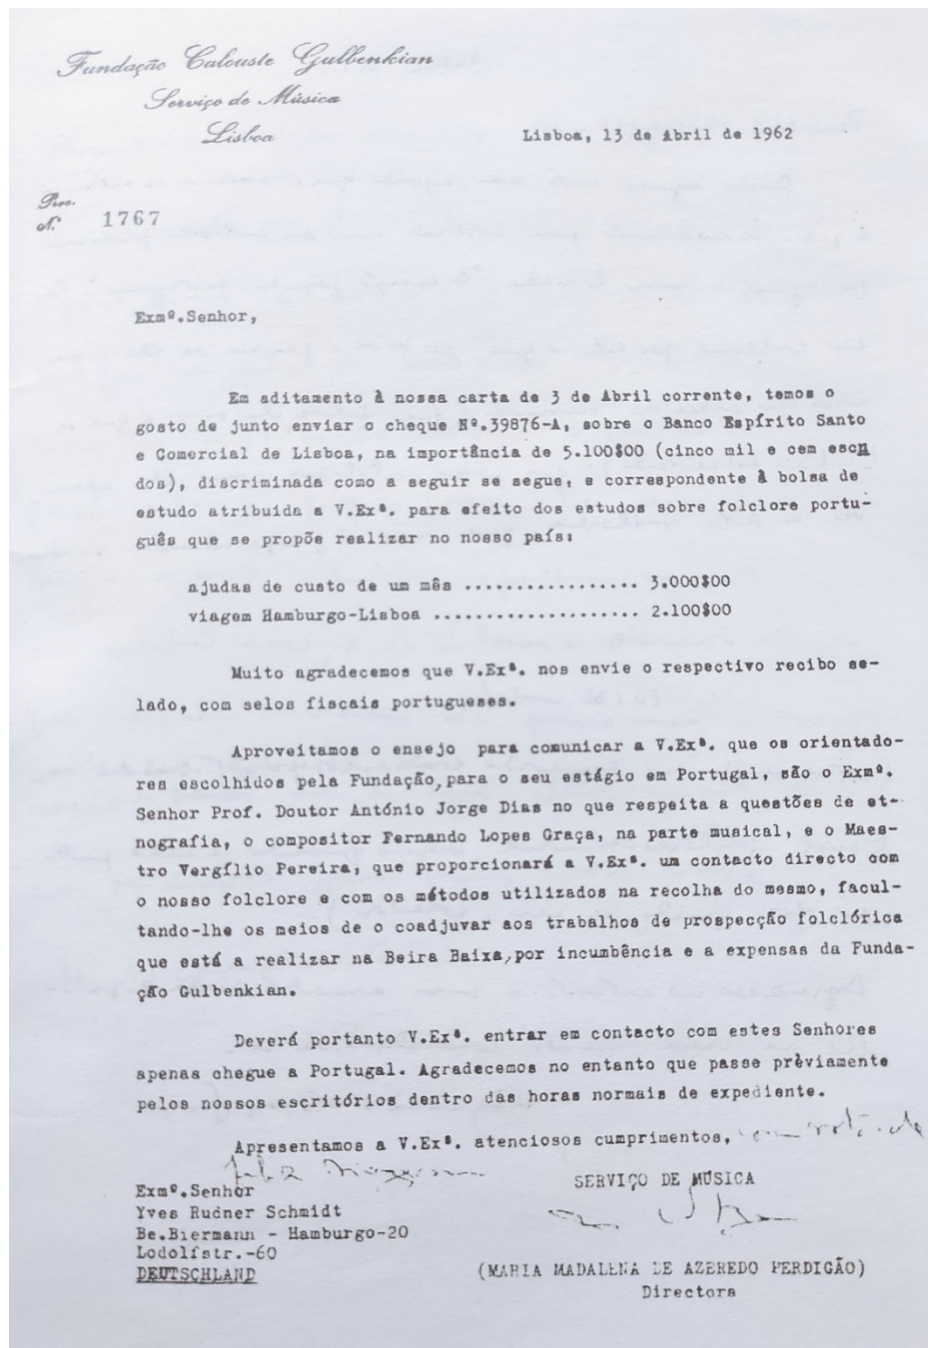 Fundação Calouste Gulbenkian
Serviço de Música
Lisboa
Lisboa, 13 de Abril de 1962
Proc.
N.º 1767
Exmº.Senhor,
Em aditamento à nossa carta de 3 de Abril corrente, temos o
gosto de junto enviar o cheque Nº.39876-A, sobre o Banco Espírito Santo
e Comercial de Lisboa, na importância de 5.100$00 (cinco mil e cem escu
dos), discriminada como a seguir se segue, e correspondente à bolsa de
estudo atribuida a V.Exª. para efeito dos estudos sobre folclore portu-
guês que se propõe realizar no nosso país:
ajudas de custo de um mês ................. 3.000$00
viagem Hamburgo-Lisboa .................... 2.100$00
Muito agradecemos que V.Exª. nos envie o respectivo recibo se-
lado, com selos fiscais portugueses.
Aproveitamos o ensejo para comunicar a V.Exª. que os orientado-
res escolhidos pela Fundação, para o seu estágio em Portugal, são o Exmº.
Senhor Prof. Doutor António Jorge Dias no que respeita a questões de et-
nografia, o compositor Fernando Lopes Graça, na parte musical, e o Maes-
tro Vergílio Pereira, que proporcionará a V.Exª. um contacto directo com
o nosso folclore e com os métodos utilizados na recolha do mesmo, facul-
tando-lhe os meios de o coadjuvar aos trabalhos de prospecção folclórica
que está a realizar na Beira Baixa, por incumbência e a expensas da Funda-
ção Gulbenkian.
Deverá portanto V.Exª. entrar em contacto com estes Senhores
apenas chegue a Portugal. Agradecemos no entanto que passe prèviamente
pelos nossos escritórios dentro das horas normais de expediente.
Apresentamos a V.Exª. atenciosos cumprimentos,
SERVIÇO DE MÚSICA
Exmº.Senhor
Yves Rudner Schmidt
Be.Biermann - Hamburgo-20
Lodolfstr.-60
DEUTSCHLAND
(MARIA MADALENA DE AZEREDO PERDIGÃO)
Directora